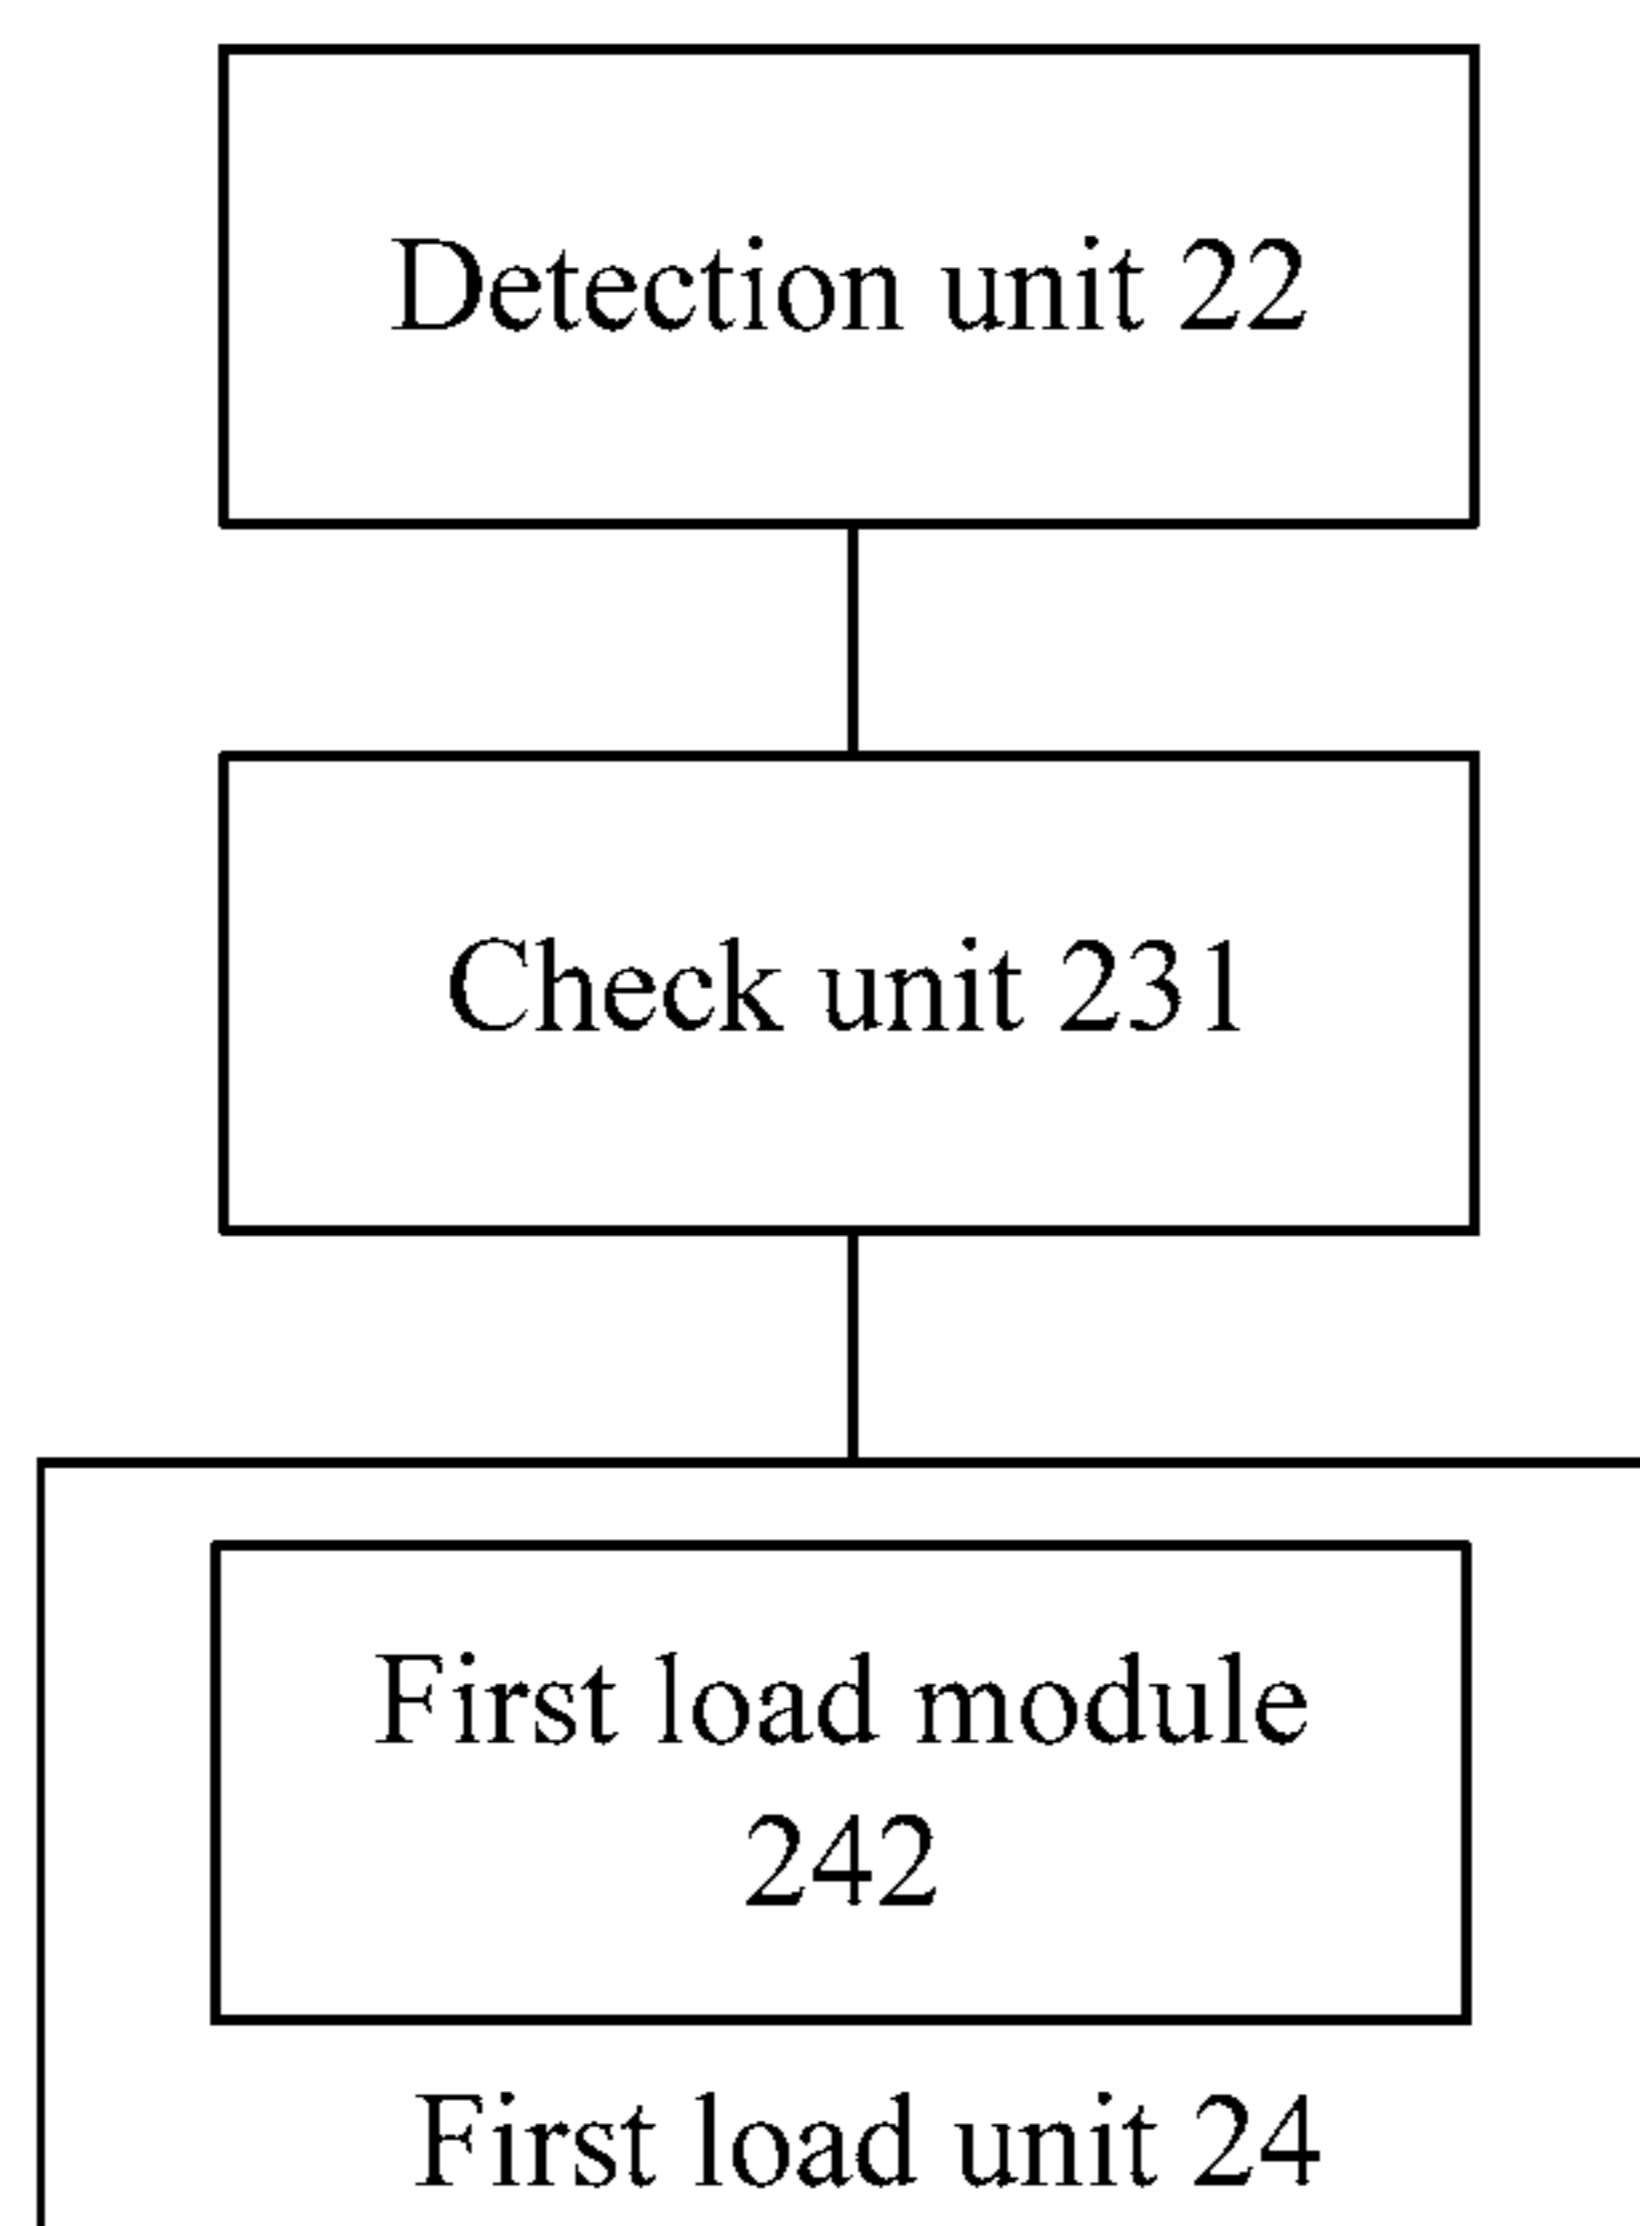 Detection unit 22
Check unit 231
First load module
242
First load unit 24